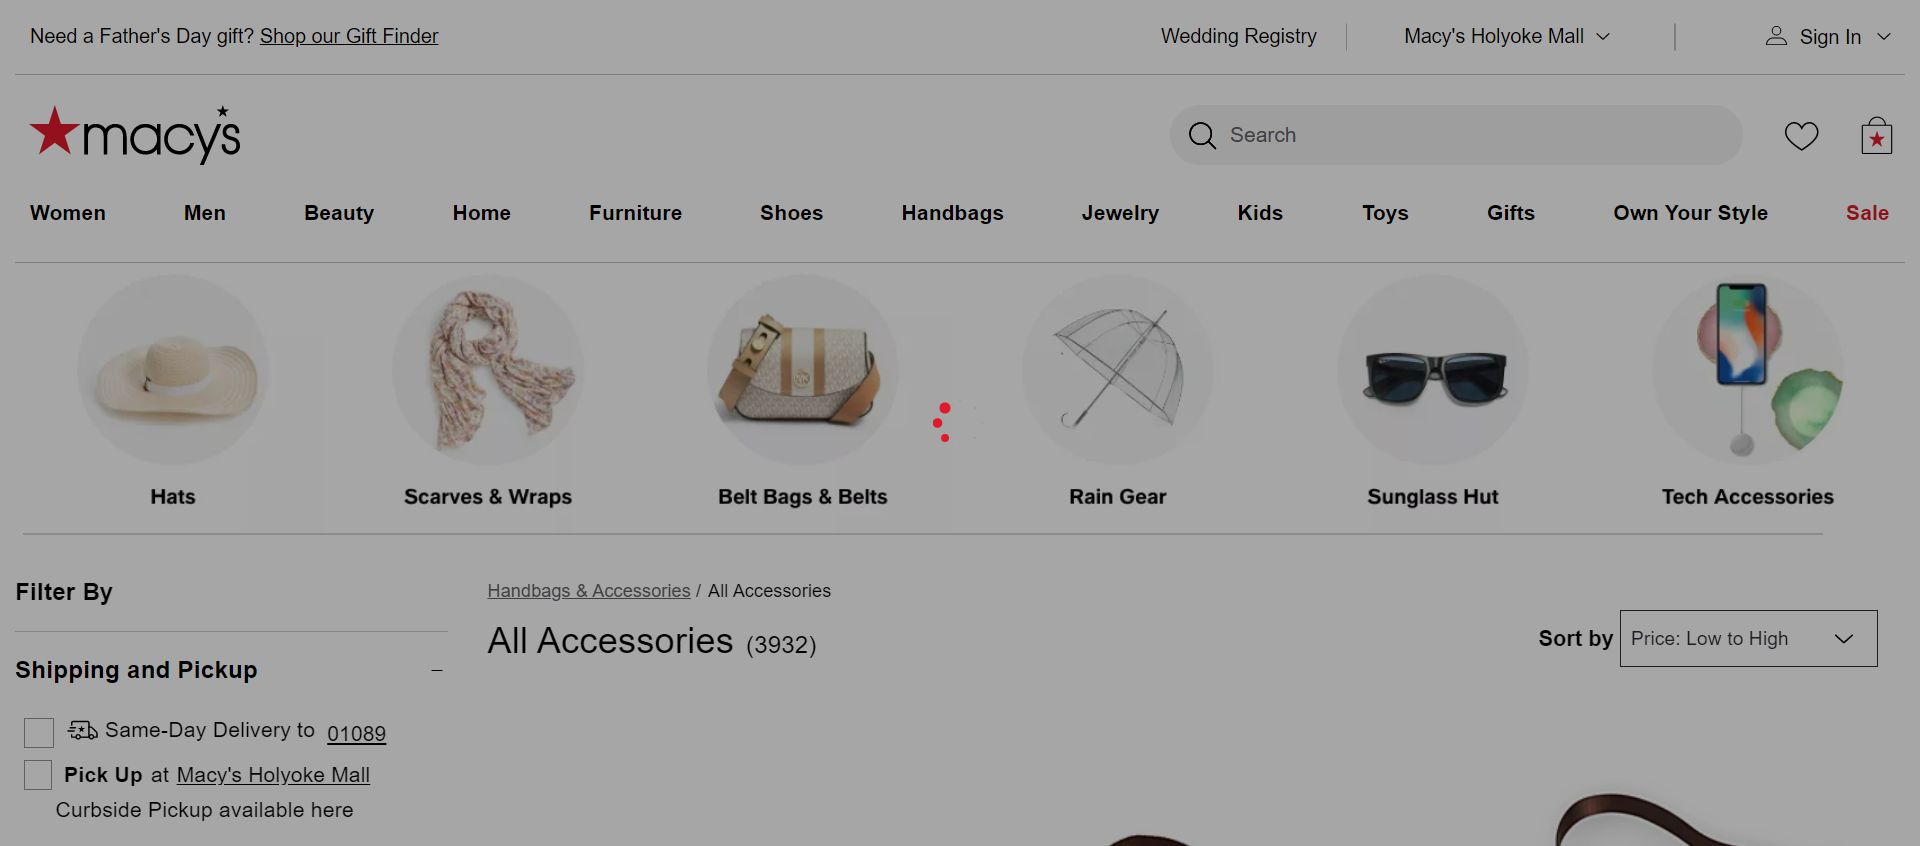 Need a Father's Day gift? Shop our Gift Finder
Wedding Registry
Macy's Holyoke Mall
Sign In
macy's
Search
Women
Men
Beauty
Home
Furniture
Shoes
Handbags
Jewelry
Kids
Toys
Gifts
Own Your Style
Sale
Hats
Scarves & Wraps
Belt Bags & Belts
Rain Gear
Sunglass Hut
Tech Accessories
Filter By
Handbags & Accessories / All Accessories
All Accessories (3932)
Sort by
Price: Low to High
Shipping and Pickup
Same-Day Delivery to 01089
Pick Up at Macy's Holyoke Mall
Curbside Pickup available here